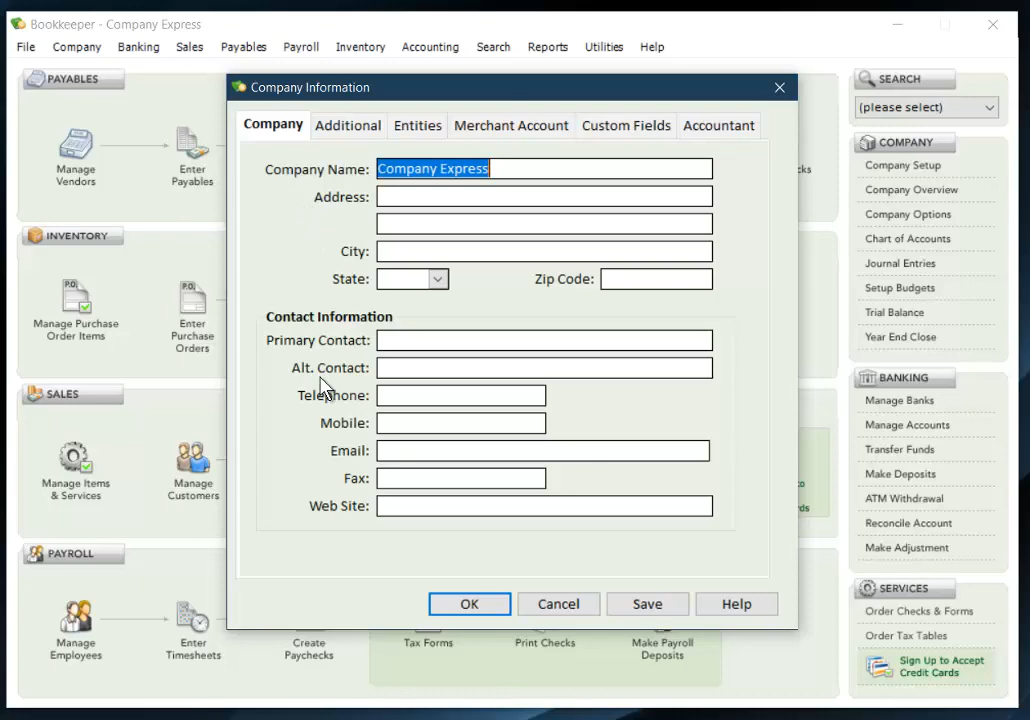 Bookkeeper - Company Express
File Company Banking Sales Payables Payroll Inventory Accounting Search Reports Utilities Help
PAYABLES
Manage
Vendors
Enter
Payables
INVENTORY
P.O.
Manage Purchase
Order Items
P.O.
Enter
Purchase
Orders
SALES
Manage Items
& Services
Manage
Customers
PAYROLL
Manage
Employees
Enter
Timesheets
Create
Paychecks
Tax Forms
Print Checks
Make Payroll
Deposits
Company Information
Company Additional Entities Merchant Account Custom Fields Accountant
Company Name: Company Express
Address:
City:
State: Zip Code:
Contact Information
Primary Contact:
Alt. Contact:
Telephone:
Mobile:
Email:
Fax:
Web Site:
OK Cancel Save Help
SEARCH
(please select)
COMPANY
Company Setup
Company Overview
Company Options
Chart of Accounts
Journal Entries
Setup Budgets
Trial Balance
Year End Close
BANKING
Manage Banks
Manage Accounts
Transfer Funds
Make Deposits
ATM Withdrawal
Reconcile Account
Make Adjustment
SERVICES
Order Checks & Forms
Order Tax Tables
Sign Up to Accept
Credit Cards